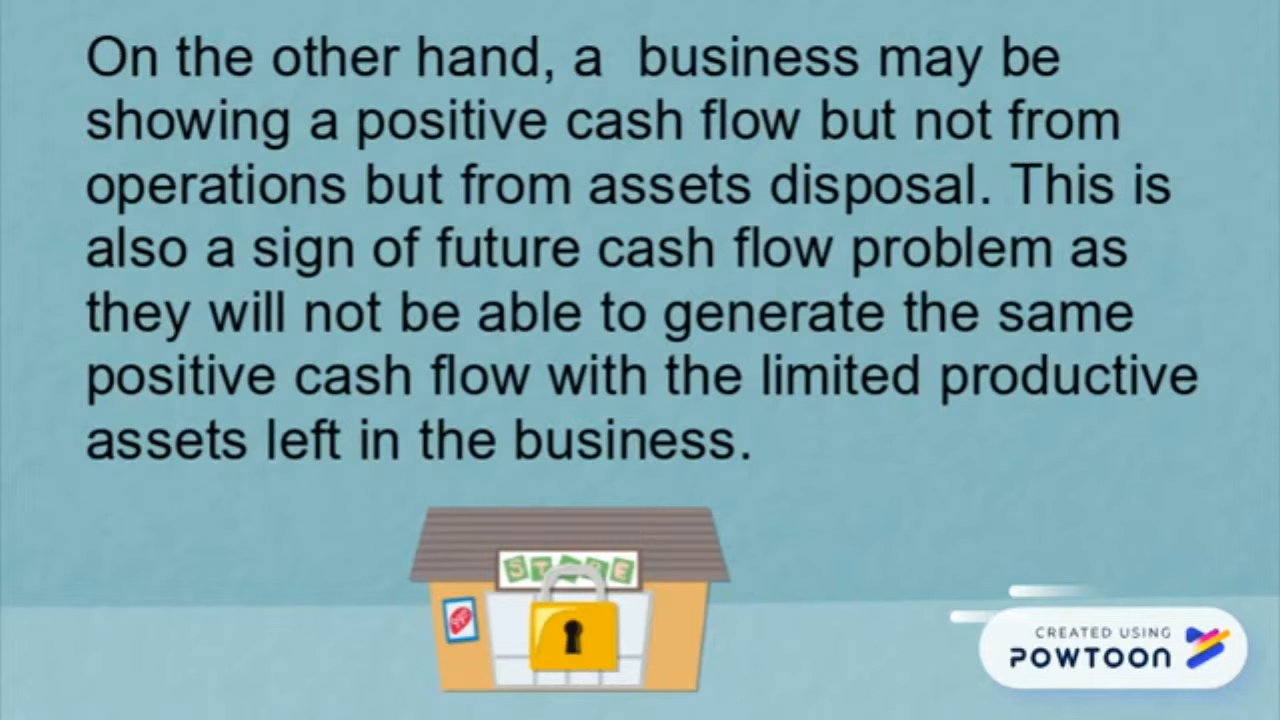 On the other hand, a  business may be
showing a positive cash flow but not from
operations but from assets disposal. This is
also a sign of future cash flow problem as
they will not be able to generate the same
positive cash flow with the limited productive
assets left in the business.
CREATED USING
POWTOON